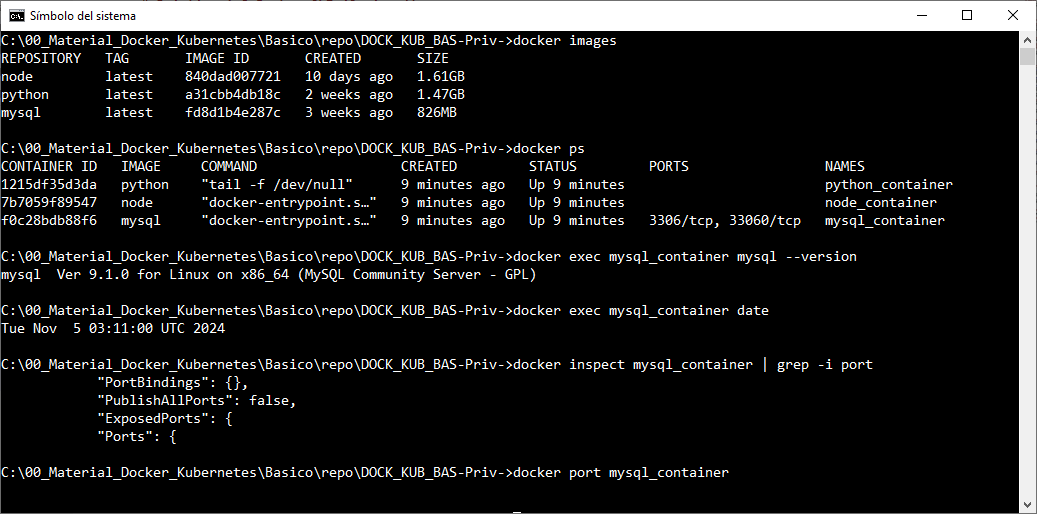 Símbolo del sistema
C:\00_Material_Docker_Kubernetes\Basico\repo\DOCK_KUB_BAS-Priv->docker images
REPOSITORY   TAG       IMAGE ID       CREATED       SIZE
node         latest    840dad007721   10 days ago   1.61GB
python       latest    a31cbb4db18c   2 weeks ago   1.47GB
mysql        latest    fd8d1b4e287c   3 weeks ago   826MB
C:\00_Material_Docker_Kubernetes\Basico\repo\DOCK_KUB_BAS-Priv->docker ps
CONTAINER ID   IMAGE     COMMAND                  CREATED         STATUS         PORTS                 NAMES
1215df35d3da   python    "tail -f /dev/null"      9 minutes ago   Up 9 minutes                         python_container
7b7059f89547   node      "docker-entrypoint.s…"   9 minutes ago   Up 9 minutes                         node_container
f0c28bdb88f6   mysql     "docker-entrypoint.s…"   9 minutes ago   Up 9 minutes   3306/tcp, 33060/tcp   mysql_container
C:\00_Material_Docker_Kubernetes\Basico\repo\DOCK_KUB_BAS-Priv->docker exec mysql_container mysql --version
mysql  Ver 9.1.0 for Linux on x86_64 (MySQL Community Server - GPL)
C:\00_Material_Docker_Kubernetes\Basico\repo\DOCK_KUB_BAS-Priv->docker exec mysql_container date
Tue Nov  5 03:11:00 UTC 2024
C:\00_Material_Docker_Kubernetes\Basico\repo\DOCK_KUB_BAS-Priv->docker inspect mysql_container | grep -i port
            "PortBindings": {},
            "PublishAllPorts": false,
            "ExposedPorts": {
            "Ports": {
C:\00_Material_Docker_Kubernetes\Basico\repo\DOCK_KUB_BAS-Priv->docker port mysql_container